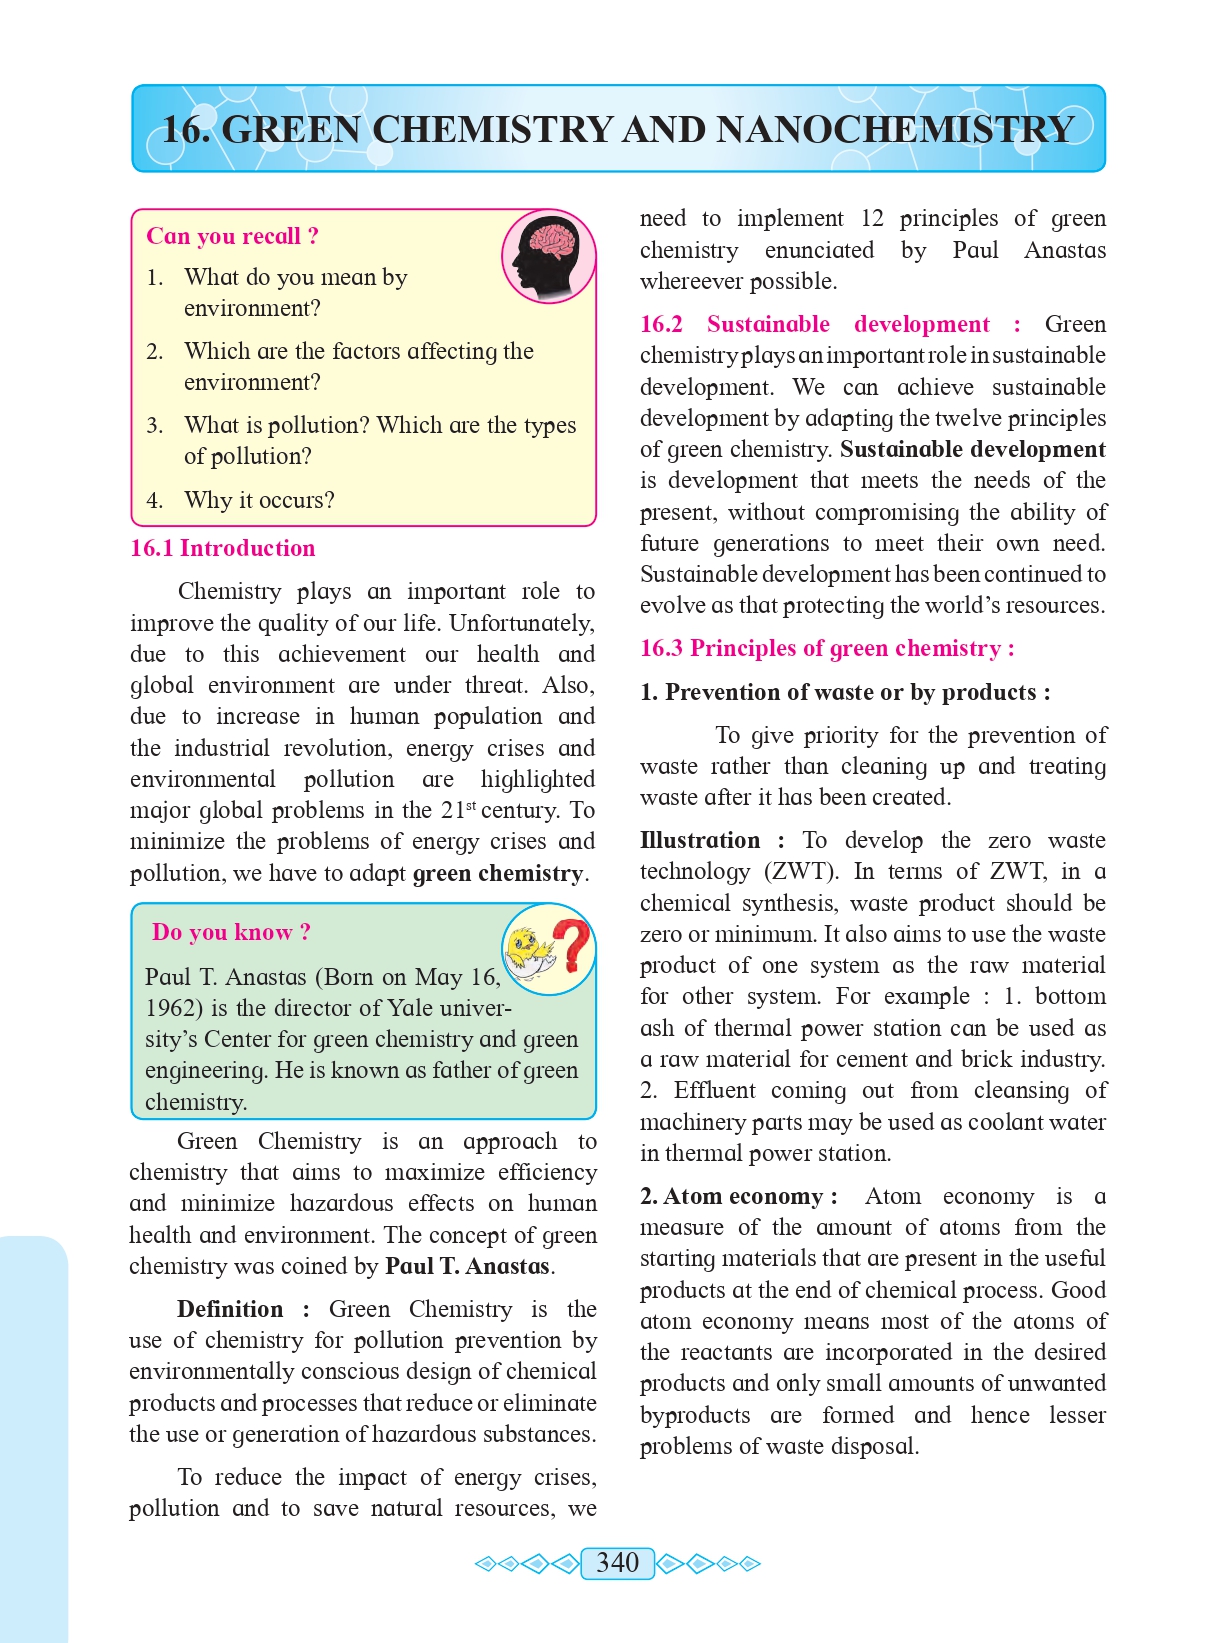 16. GREEN CHEMISTRY AND NANOCHEMISTRY
Can you recall ?
1. What do you mean by
environment?
2. Which are the factors affecting the
environment?
3. What is pollution? Which are the types
of pollution?
4. Why it occurs?
16.1 Introduction
Chemistry plays an important role to
improve the quality of our life. Unfortunately,
due to this achievement our health and
global environment are under threat. Also,
due to increase in human population and
the industrial revolution, energy crises and
environmental pollution are highlighted
major global problems in the 21st century. To
minimize the problems of energy crises and
pollution, we have to adapt green chemistry.
Do you know ?
Paul T. Anastas (Born on May 16,
1962) is the director of Yale univer-
sity’s Center for green chemistry and green
engineering. He is known as father of green
chemistry.
Green Chemistry is an approach to
chemistry that aims to maximize efficiency
and minimize hazardous effects on human
health and environment. The concept of green
chemistry was coined by Paul T. Anastas.
Definition : Green Chemistry is the
use of chemistry for pollution prevention by
environmentally conscious design of chemical
products and processes that reduce or eliminate
the use or generation of hazardous substances.
To reduce the impact of energy crises,
pollution and to save natural resources, we
need to implement 12 principles of green
chemistry enunciated by Paul Anastas
whereever possible.
16.2 Sustainable development : Green
chemistry plays an important role in sustainable
development. We can achieve sustainable
development by adapting the twelve principles
of green chemistry. Sustainable development
is development that meets the needs of the
present, without compromising the ability of
future generations to meet their own need.
Sustainable development has been continued to
evolve as that protecting the world’s resources.
16.3 Principles of green chemistry :
1. Prevention of waste or by products :
To give priority for the prevention of
waste rather than cleaning up and treating
waste after it has been created.
Illustration : To develop the zero waste
technology (ZWT). In terms of ZWT, in a
chemical synthesis, waste product should be
zero or minimum. It also aims to use the waste
product of one system as the raw material
for other system. For example : 1. bottom
ash of thermal power station can be used as
a raw material for cement and brick industry.
2. Effluent coming out from cleansing of
machinery parts may be used as coolant water
in thermal power station.
2. Atom economy : Atom economy is a
measure of the amount of atoms from the
starting materials that are present in the useful
products at the end of chemical process. Good
atom economy means most of the atoms of
the reactants are incorporated in the desired
products and only small amounts of unwanted
byproducts are formed and hence lesser
problems of waste disposal.
340